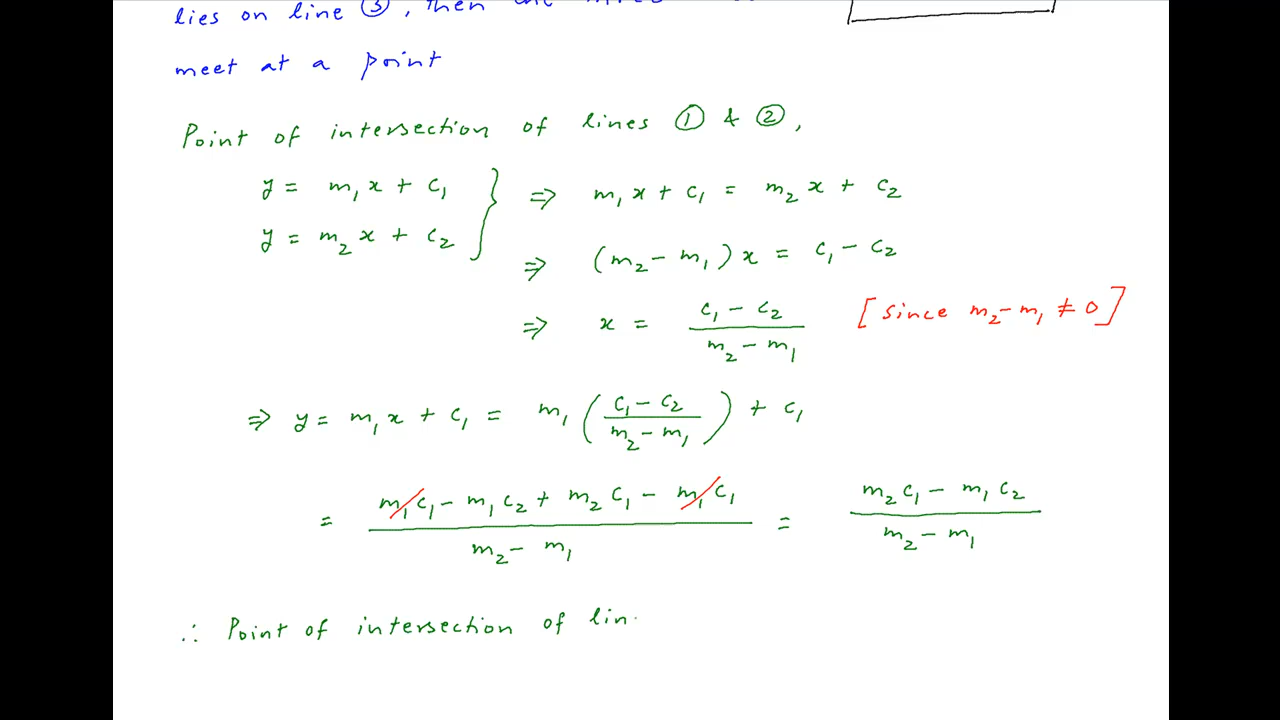 lies on line ③, then the three
meet at a point
Point of intersection of lines ① & ②,
y = m₁x + c₁ } ⇒ m₁x + c₁ = m₂x + c₂
y = m₂x + c₂
⇒ (m₂ - m₁)x = c₁ - c₂
⇒ x = (c₁ - c₂)/(m₂ - m₁) [since m₂ - m₁ ≠ 0]
⇒ y = m₁x + c₁ = m₁((c₁ - c₂)/(m₂ - m₁)) + c₁
= (m₁c₁ - m₁c₂ + m₂c₁ - m₁c₁)/(m₂ - m₁) = (m₂c₁ - m₁c₂)/(m₂ - m₁)
∴ Point of intersection of lin